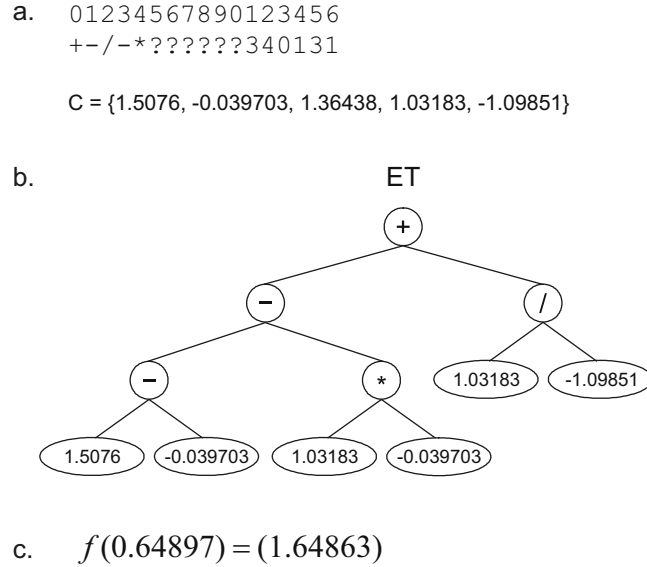 a. 01234567890123456
+-/-*??????340131
C = {1.5076, -0.039703, 1.36438, 1.03183, -1.09851}
b. ET
+
- /
- * 1.03183 -1.09851
1.5076 -0.039703 1.03183 -0.039703
c. f(0.64897) = (1.64863)